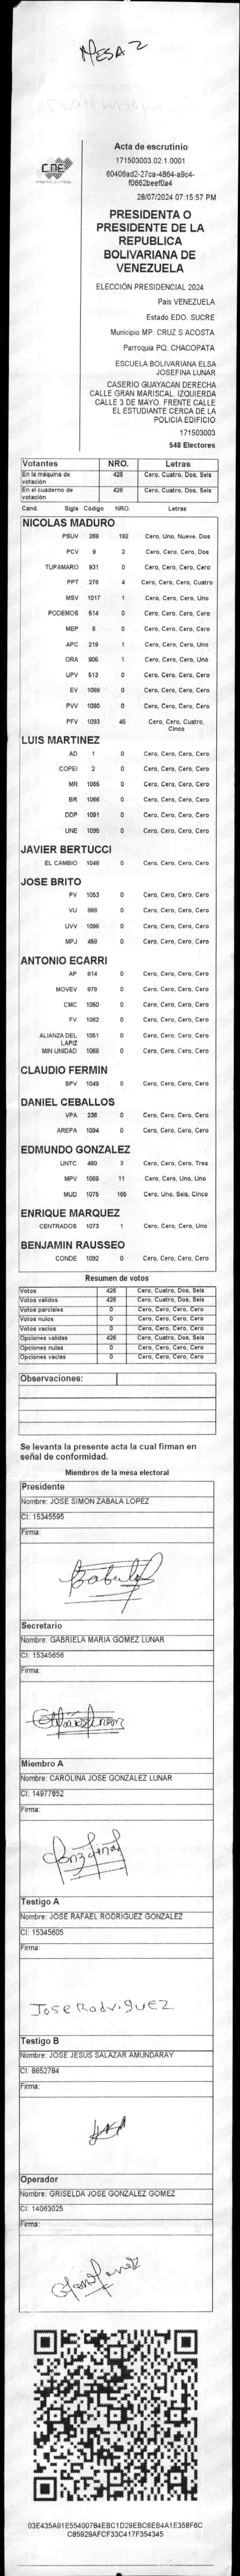 MESA 2
CNE
Acta de escrutinio
171503003.02.1.0001
60406ad2-27ca-4864-a9c4-
f0662beef0a4
28/07/2024 07:15:57 PM
PRESIDENTA O
PRESIDENTE DE LA
REPUBLICA
BOLIVARIANA DE
VENEZUELA
ELECCIÓN PRESIDENCIAL 2024
Pais VENEZUELA
Estado EDO. SUCRE
Municipio MP. CRUZ S ACOSTA
Parroquia PQ. CHACOPATA
ESCUELA BOLIVARIANA ELSA
JOSEFINA LUNAR
CASERIO GUAYACAN DERECHA
CALLE GRAN MARISCAL. IZQUIERDA
CALLE 3 DE MAYO. FRENTE CALLE
EL ESTUDIANTE CERCA DE LA
POLICIA EDIFICIO
171503003
548 Electores
Votantes NRO. Letras
En la máquina de votación 426 Cero, Cuatro, Dos, Seis
En el cuaderno de votación 426 Cero, Cuatro, Dos, Seis
Cand. Sigla Código NRO. Letras
NICOLAS MADURO
PSUV 269 192 Cero, Uno, Nueve, Dos
PCV 9 2 Cero, Cero, Cero, Dos
TUPAMARO 931 0 Cero, Cero, Cero, Cero
PPT 276 4 Cero, Cero, Cero, Cuatro
MSV 1017 1 Cero, Cero, Cero, Uno
PODEMOS 514 0 Cero, Cero, Cero, Cero
MEP 6 0 Cero, Cero, Cero, Cero
APC 219 1 Cero, Cero, Cero, Uno
ORA 906 1 Cero, Cero, Cero, Uno
UPV 513 0 Cero, Cero, Cero, Cero
EV 1089 0 Cero, Cero, Cero, Cero
PVV 1090 0 Cero, Cero, Cero, Cero
PFV 1093 45 Cero, Cero, Cuatro,
Cinco
LUIS MARTINEZ
AD 1 0 Cero, Cero, Cero, Cero
COPEI 2 0 Cero, Cero, Cero, Cero
MR 1065 0 Cero, Cero, Cero, Cero
BR 1066 0 Cero, Cero, Cero, Cero
DDP 1091 0 Cero, Cero, Cero, Cero
UNE 1095 0 Cero, Cero, Cero, Cero
JAVIER BERTUCCI
EL CAMBIO 1048 0 Cero, Cero, Cero, Cero
JOSE BRITO
PV 1053 0 Cero, Cero, Cero, Cero
VU 868 0 Cero, Cero, Cero, Cero
UVV 1096 0 Cero, Cero, Cero, Cero
MPJ 458 0 Cero, Cero, Cero, Cero
ANTONIO ECARRI
AP 614 0 Cero, Cero, Cero, Cero
MOVEV 878 0 Cero, Cero, Cero, Cero
CMC 1050 0 Cero, Cero, Cero, Cero
FV 1062 0 Cero, Cero, Cero, Cero
ALIANZA DEL 1051 0 Cero, Cero, Cero, Cero
LAPIZ
MIN UNIDAD 1068 0 Cero, Cero, Cero, Cero
CLAUDIO FERMIN
SPV 1049 0 Cero, Cero, Cero, Cero
DANIEL CEBALLOS
VPA 236 0 Cero, Cero, Cero, Cero
AREPA 1094 0 Cero, Cero, Cero, Cero
EDMUNDO GONZALEZ
UNTC 460 3 Cero, Cero, Cero, Tres
MPV 1069 11 Cero, Cero, Uno, Uno
MUD 1075 165 Cero, Uno, Seis, Cinco
ENRIQUE MARQUEZ
CENTRADOS 1073 1 Cero, Cero, Cero, Uno
BENJAMIN RAUSSEO
CONDE 1092 0 Cero, Cero, Cero, Cero
Resumen de votos
Votos 426 Cero, Cuatro, Dos, Seis
Votos validos 426 Cero, Cuatro, Dos, Seis
Votos parciales 0 Cero, Cero, Cero, Cero
Votos nulos 0 Cero, Cero, Cero, Cero
Votos vacios 0 Cero, Cero, Cero, Cero
Opciones validas 426 Cero, Cuatro, Dos, Seis
Opciones nulas 0 Cero, Cero, Cero, Cero
Opciones vacias 0 Cero, Cero, Cero, Cero
Observaciones:
Se levanta la presente acta la cual firman en
señal de conformidad.
Miembros de la mesa electoral
Presidente
Nombre: JOSE SIMON ZABALA LOPEZ
CI: 15345595
Firma:
Secretario
Nombre: GABRIELA MARIA GOMEZ LUNAR
CI: 15345656
Firma:
Miembro A
Nombre: CAROLINA JOSE GONZALEZ LUNAR
CI: 14977852
Firma:
Testigo A
Nombre: JOSE RAFAEL RODRIGUEZ GONZALEZ
CI: 15345605
Firma:
Jose Rodriguez
Testigo B
Nombre: JOSE JESUS SALAZAR AMUNDARAY
CI: 8652784
Firma:
Operador
Nombre: GRISELDA JOSE GONZALEZ GOMEZ
CI: 14063025
Firma:
03E435A91E55400784EBC1D29EBC6EB4A1E358F6C
C85929AFCF33C417F354345